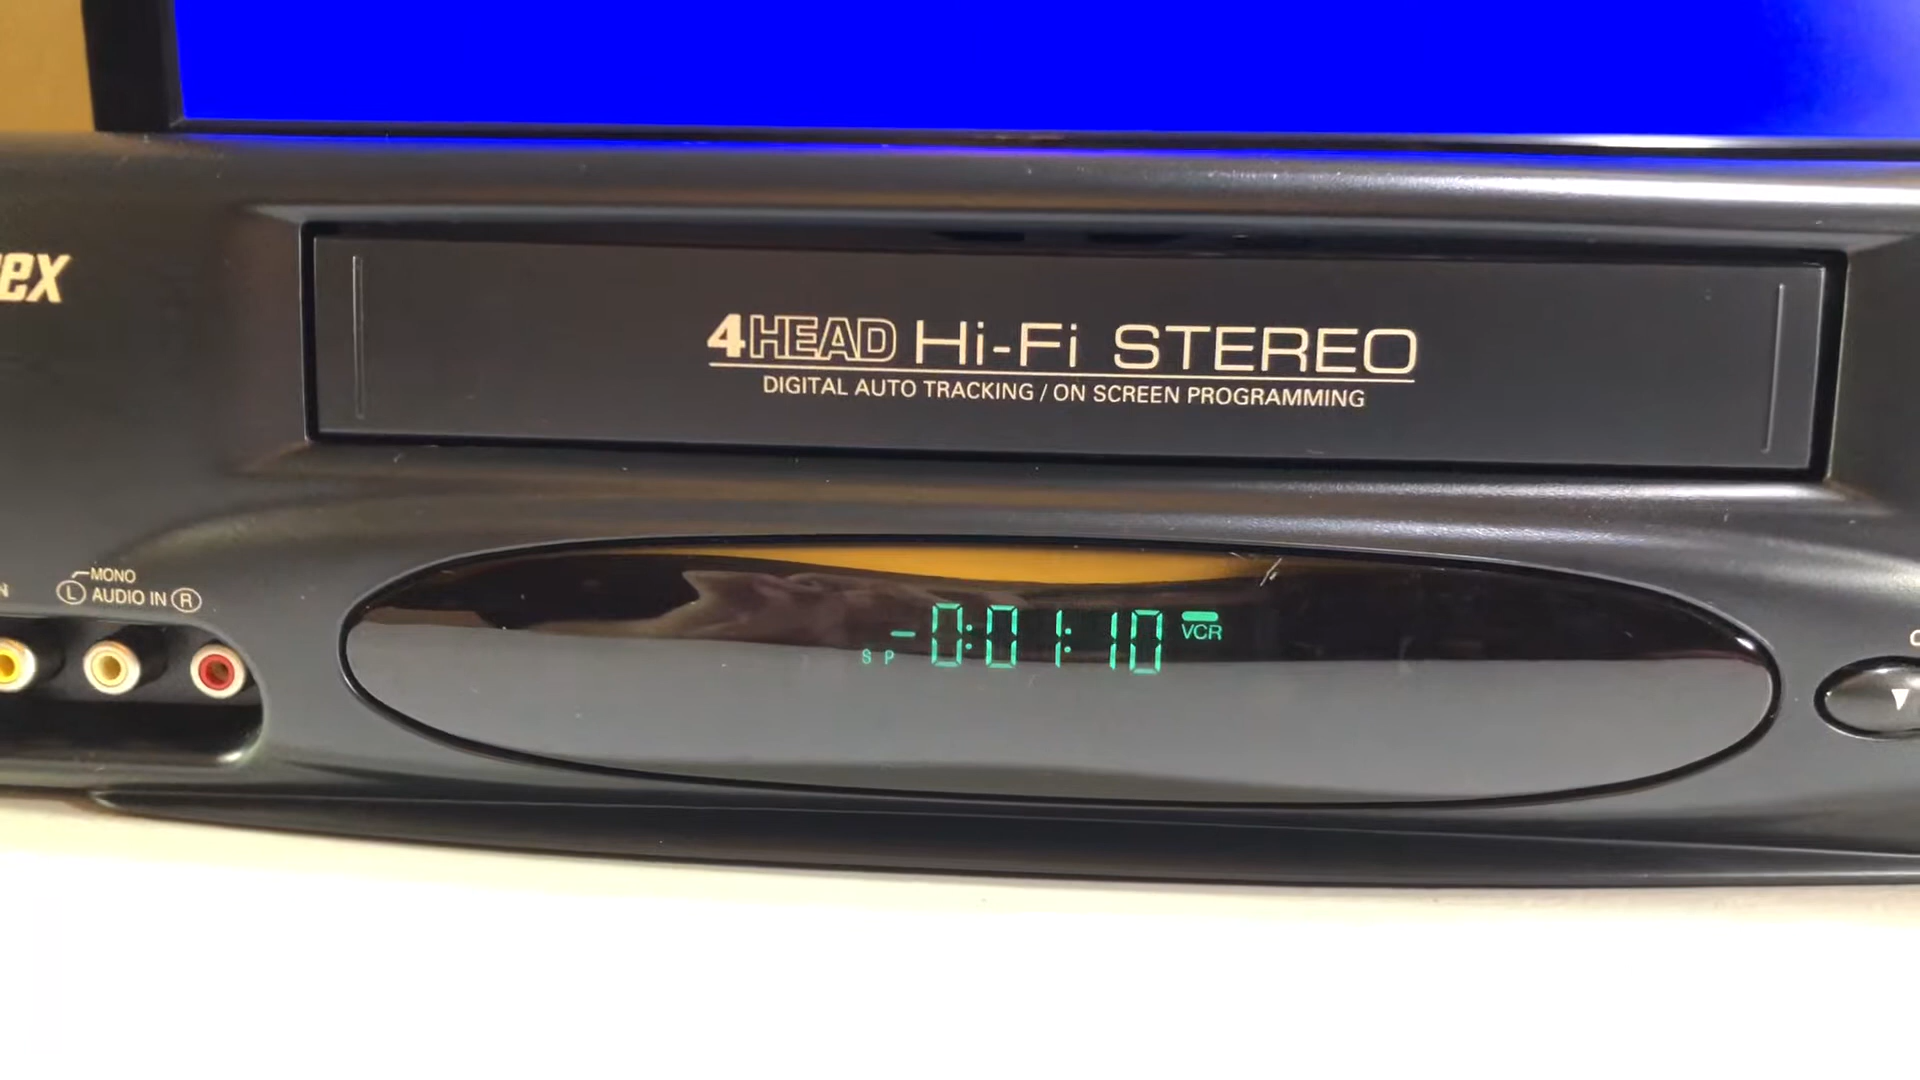 ex
4HEAD Hi-Fi STEREO
DIGITAL AUTO TRACKING / ON SCREEN PROGRAMMING
MONO
L AUDIO IN R
-0:01:10 VCR
SP